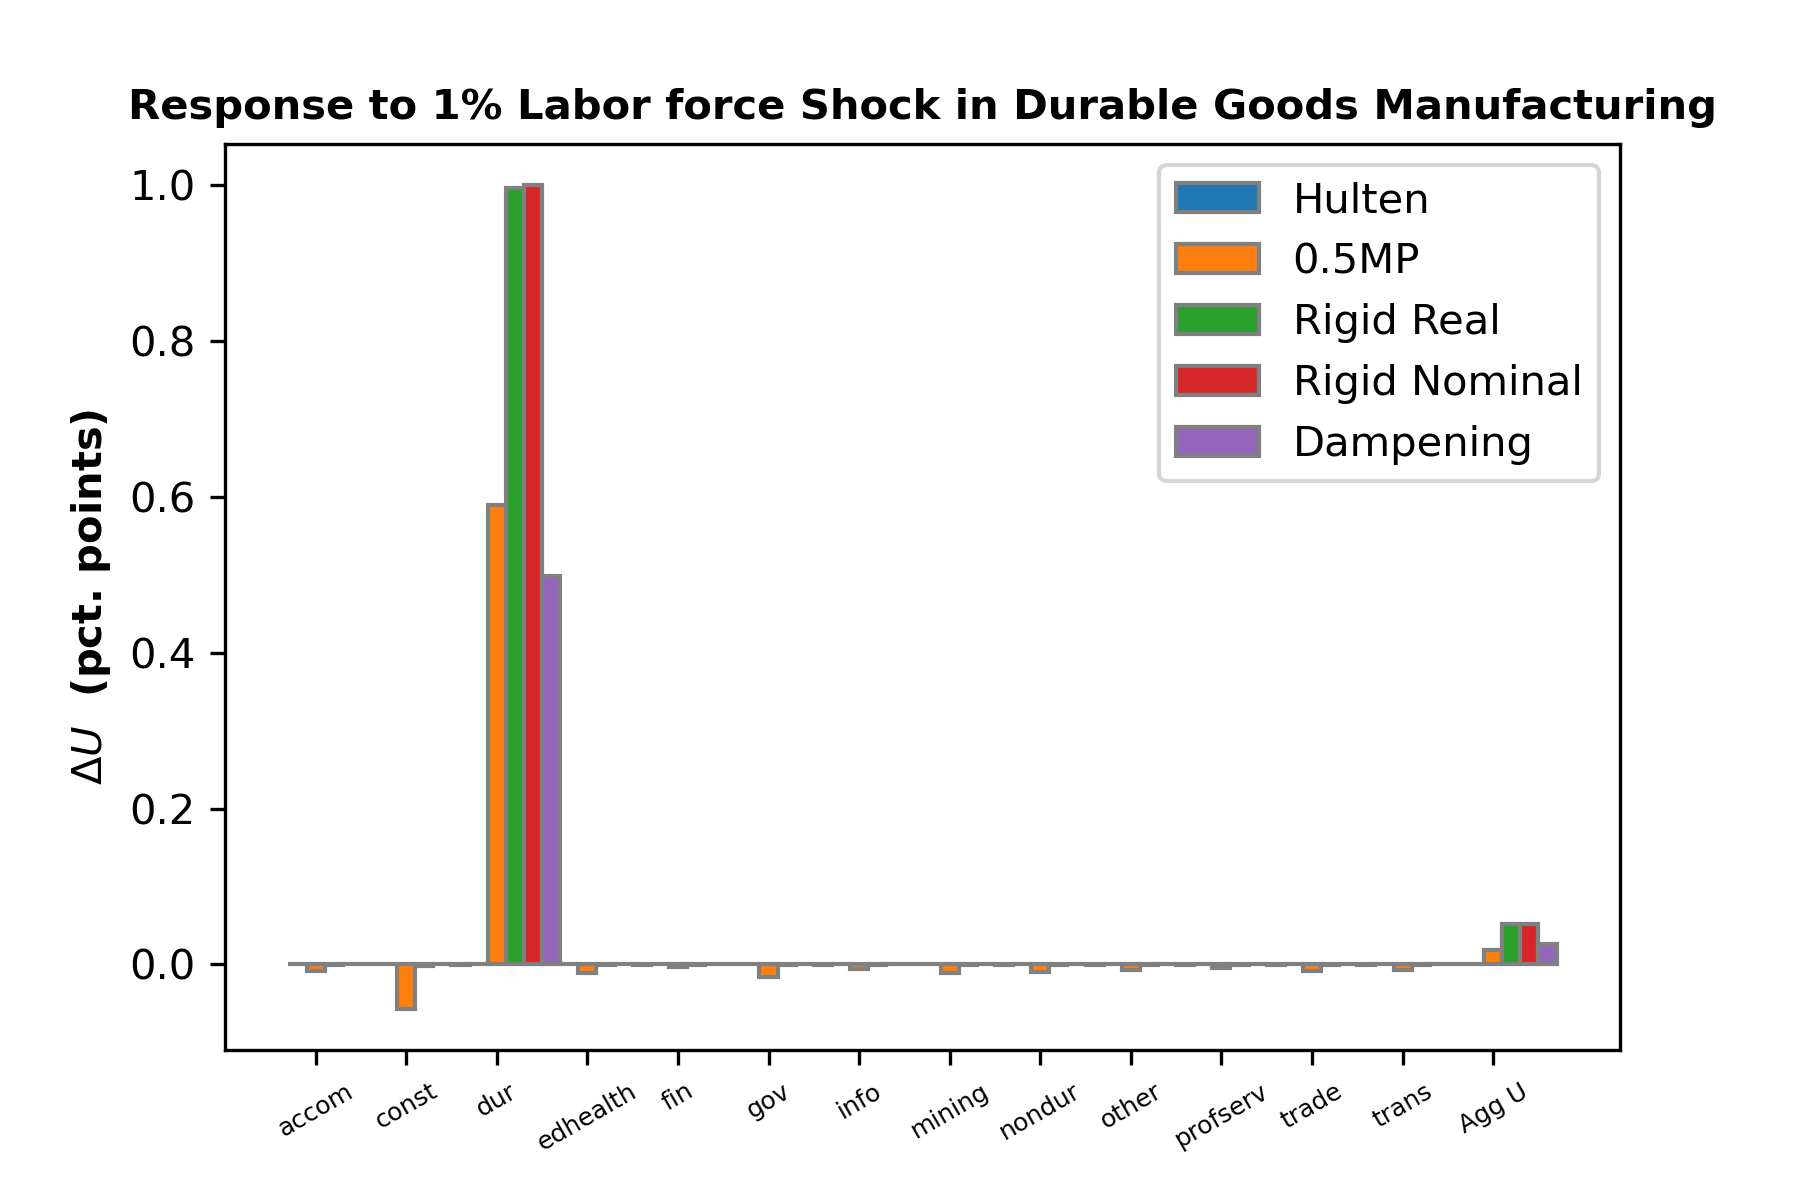 Response to 1% Labor force Shock in Durable Goods Manufacturing
ΔU (pct. points)
1.0
0.8
0.6
0.4
0.2
0.0
Hulten
0.5MP
Rigid Real
Rigid Nominal
Dampening
accom
const
dur
edhealth
fin
gov
info
mining
nondur
other
profserv
trade
trans
Agg U